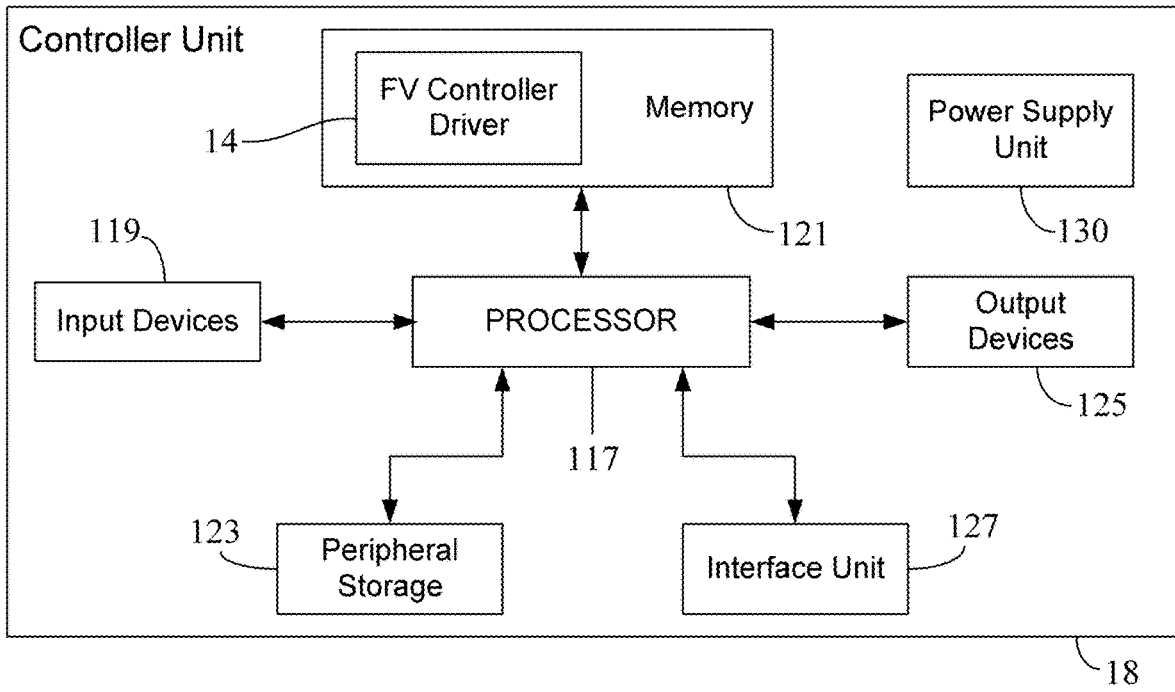 Controller Unit
FV Controller
Driver
Memory
14
121
Power Supply
Unit
130
119
Input Devices
PROCESSOR
117
Output
Devices
125
123
Peripheral
Storage
Interface Unit
127
18